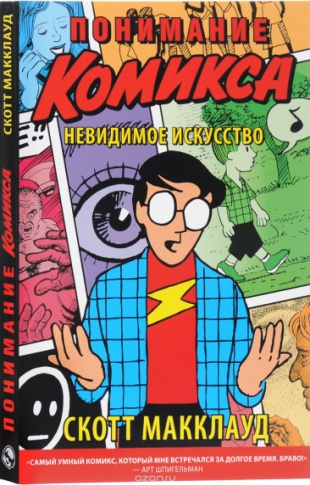 ПОНИМАНИЕ
КОМИКСА
НЕВИДИМОЕ ИСКУССТВО
СКОТТ МАККЛАУД
«САМЫЙ УМНЫЙ КОМИКС, КОТОРЫЙ МНЕ ВСТРЕЧАЛСЯ ЗА ДОЛГОЕ ВРЕМЯ. БРАВО!»
— АРТ ШПИГЕЛЬМАН
ПОНИМАНИЕ КОМИКСА СКОТТ МАККЛАУД
ozon.ru